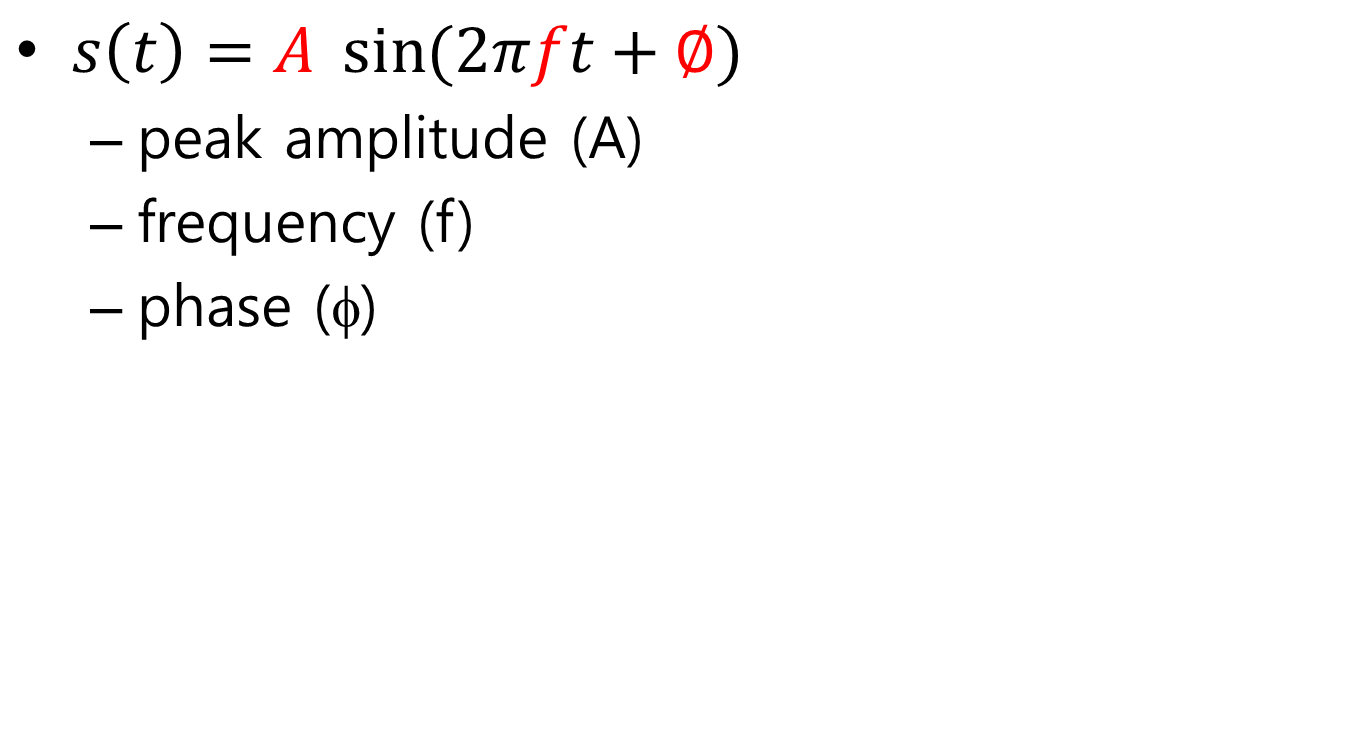 • s(t) = A sin(2πft + ∅)
– peak amplitude (A)
– frequency (f)
– phase (ϕ)